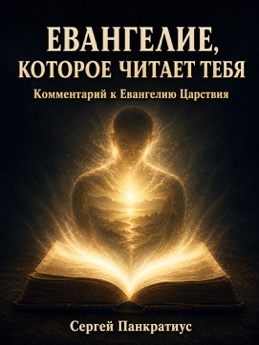 ЕВАНГЕЛИЕ,
КОТОРОЕ ЧИТАЕТ ТЕБЯ
Комментарий к Евангелию Царствия
Сергей Панкратиус